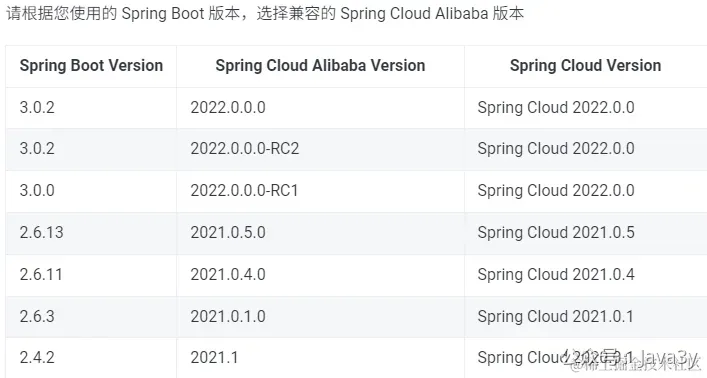 请根据您使用的 Spring Boot 版本，选择兼容的 Spring Cloud Alibaba 版本
Spring Boot Version Spring Cloud Alibaba Version Spring Cloud Version
3.0.2 2022.0.0.0 Spring Cloud 2022.0.0
3.0.2 2022.0.0.0-RC2 Spring Cloud 2022.0.0
3.0.0 2022.0.0.0-RC1 Spring Cloud 2022.0.0
2.6.13 2021.0.5.0 Spring Cloud 2021.0.5
2.6.11 2021.0.4.0 Spring Cloud 2021.0.4
2.6.3 2021.0.1.0 Spring Cloud 2021.0.1
2.4.2 2021.1 Spring Cloud 2020.0.1
公众号 Java3y
@稀土掘金技术社区